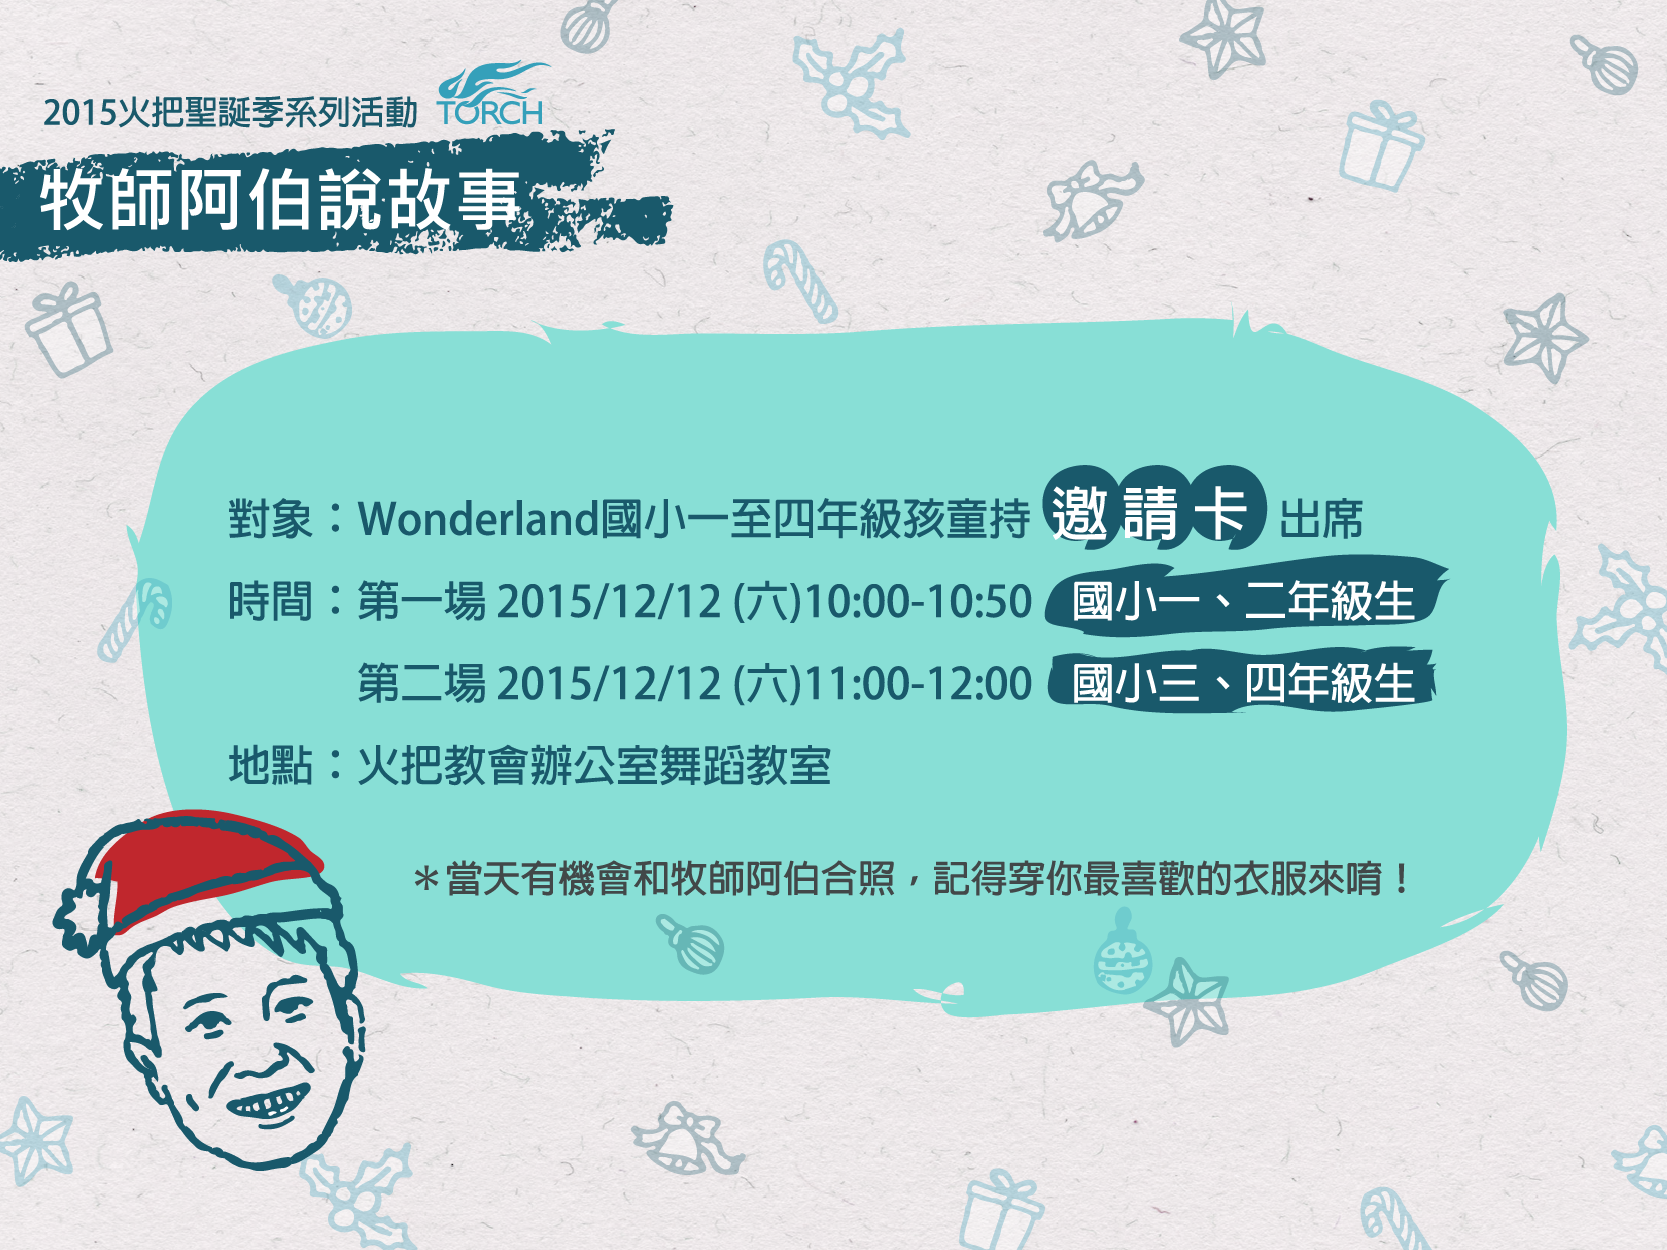 2015火把聖誕季系列活動 TORCH
牧師阿伯說故事
對象：Wonderland國小一至四年級孩童持 邀請卡 出席
時間：第一場 2015/12/12 (六)10:00-10:50 國小一、二年級生
第二場 2015/12/12 (六)11:00-12:00 國小三、四年級生
地點：火把教會辦公室舞蹈教室
＊當天有機會和牧師阿伯合照，記得穿你最喜歡的衣服來唷！